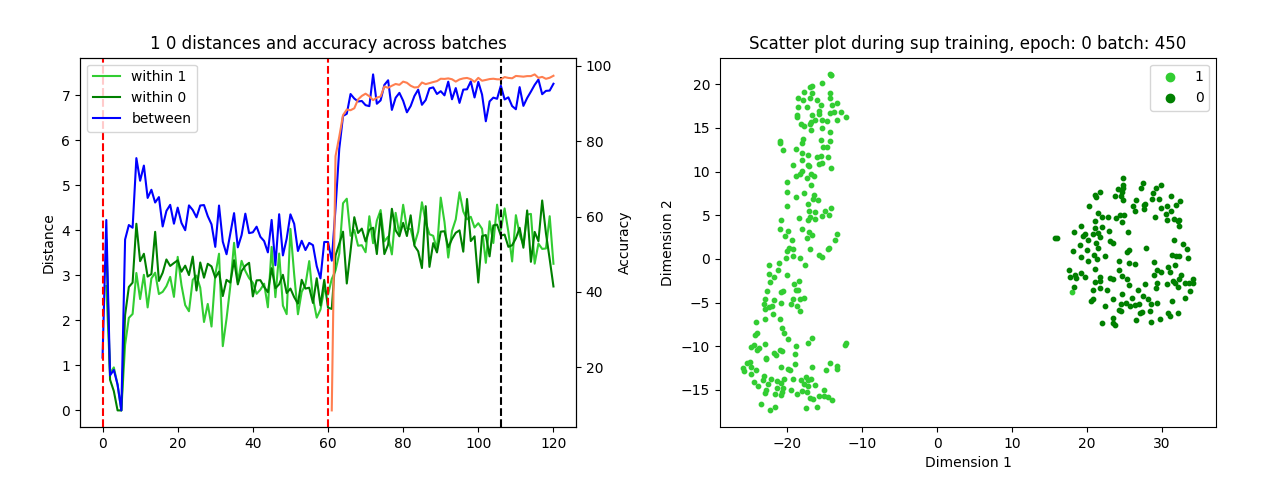 1 0 distances and accuracy across batches
within 1
within 0
between
Distance
7
6
5
4
3
2
1
0
0 20 40 60 80 100 120
100
80
60
40
20
Accuracy
Scatter plot during sup training, epoch: 0 batch: 450
1
0
Dimension 2
20
15
10
5
0
−5
−10
−15
−20 −10 0 10 20 30
Dimension 1